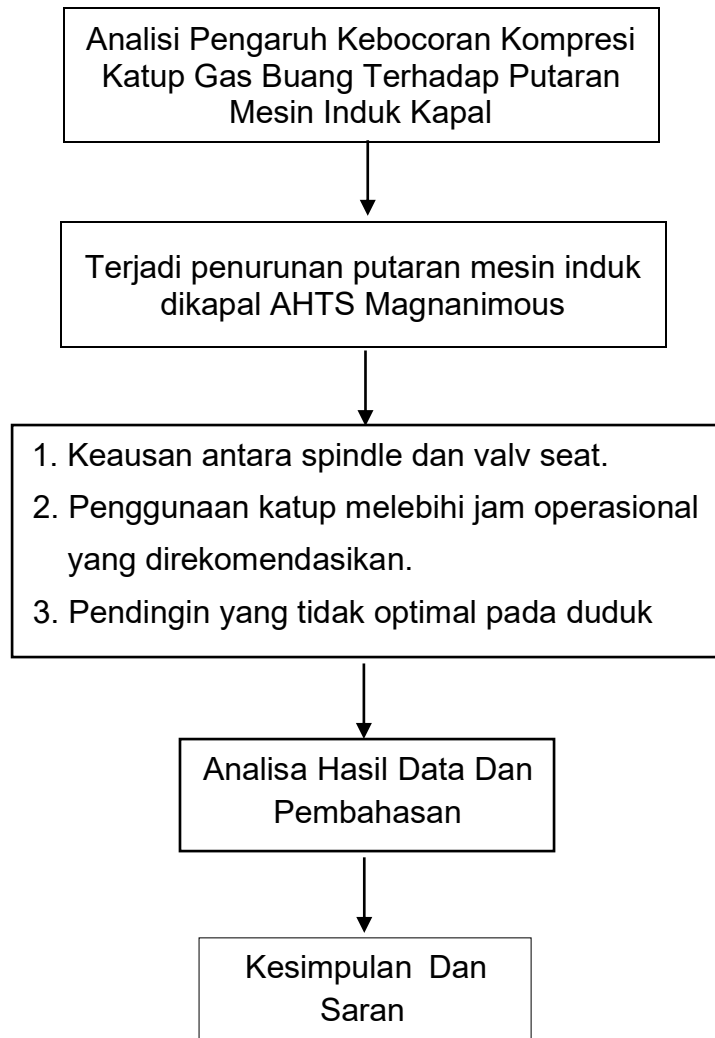 Analisi Pengaruh Kebocoran Kompresi
Katup Gas Buang Terhadap Putaran
Mesin Induk Kapal
Terjadi penurunan putaran mesin induk
dikapal AHTS Magnanimous
1. Keausan antara spindle dan valv seat.
2. Penggunaan katup melebihi jam operasional
yang direkomendasikan.
3. Pendingin yang tidak optimal pada duduk
Analisa Hasil Data Dan
Pembahasan
Kesimpulan Dan
Saran